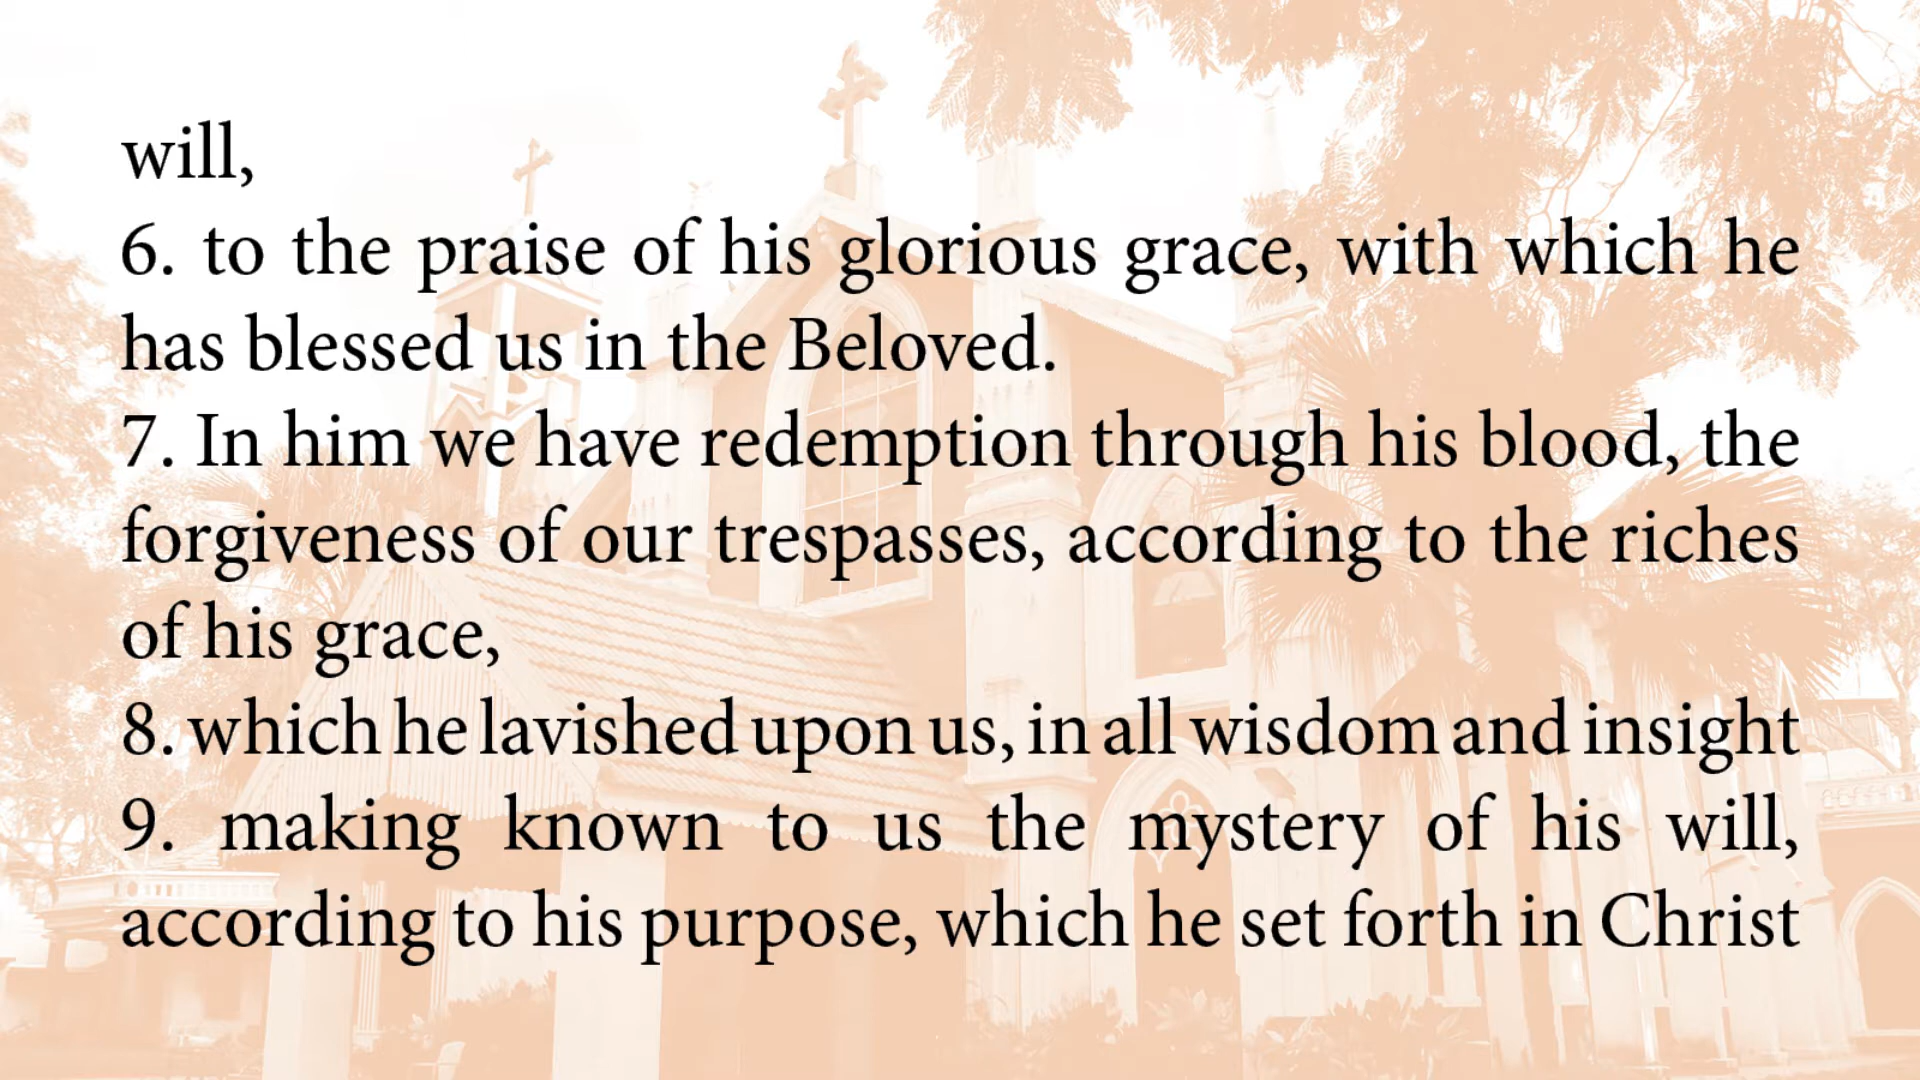 will,
6. to the praise of his glorious grace, with which he
has blessed us in the Beloved.
7. In him we have redemption through his blood, the
forgiveness of our trespasses, according to the riches
of his grace,
8. which he lavished upon us, in all wisdom and insight
9. making known to us the mystery of his will,
according to his purpose, which he set forth in Christ